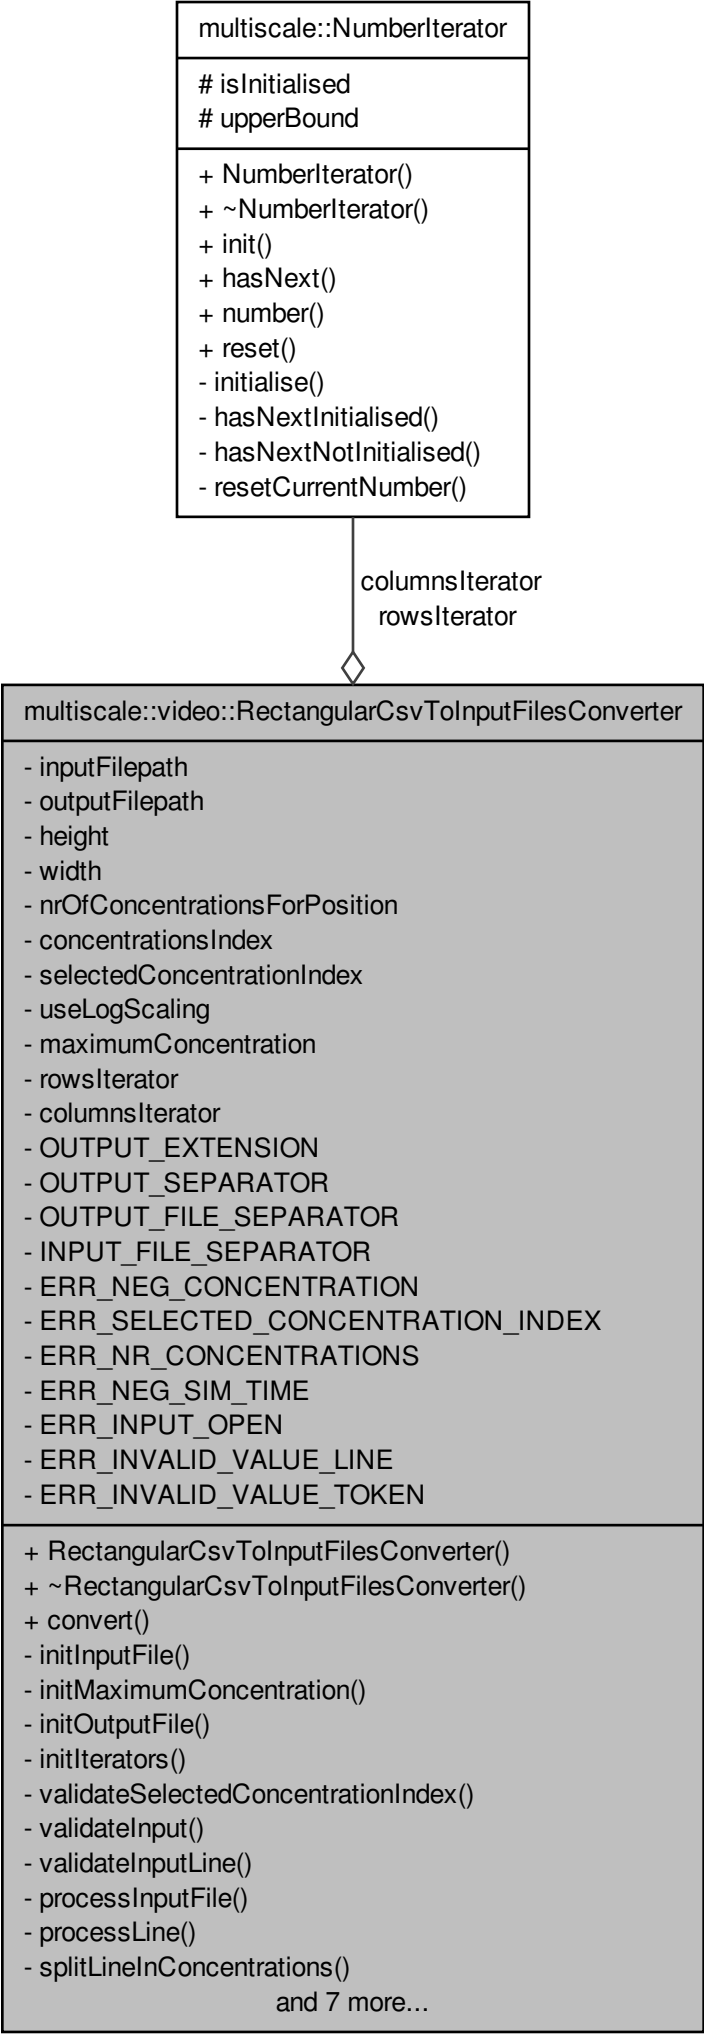 multiscale::NumberIterator
# isInitialised
# upperBound
+ NumberIterator()
+ ~NumberIterator()
+ init()
+ hasNext()
+ number()
+ reset()
- initialise()
- hasNextInitialised()
- hasNextNotInitialised()
- resetCurrentNumber()
columnsIterator
rowsIterator
multiscale::video::RectangularCsvToInputFilesConverter
- inputFilepath
- outputFilepath
- height
- width
- nrOfConcentrationsForPosition
- concentrationsIndex
- selectedConcentrationIndex
- useLogScaling
- maximumConcentration
- rowsIterator
- columnsIterator
- OUTPUT_EXTENSION
- OUTPUT_SEPARATOR
- OUTPUT_FILE_SEPARATOR
- INPUT_FILE_SEPARATOR
- ERR_NEG_CONCENTRATION
- ERR_SELECTED_CONCENTRATION_INDEX
- ERR_NR_CONCENTRATIONS
- ERR_NEG_SIM_TIME
- ERR_INPUT_OPEN
- ERR_INVALID_VALUE_LINE
- ERR_INVALID_VALUE_TOKEN
+ RectangularCsvToInputFilesConverter()
+ ~RectangularCsvToInputFilesConverter()
+ convert()
- initInputFile()
- initMaximumConcentration()
- initOutputFile()
- initIterators()
- validateSelectedConcentrationIndex()
- validateInput()
- validateInputLine()
- processInputFile()
- processLine()
- splitLineInConcentrations()
and 7 more...